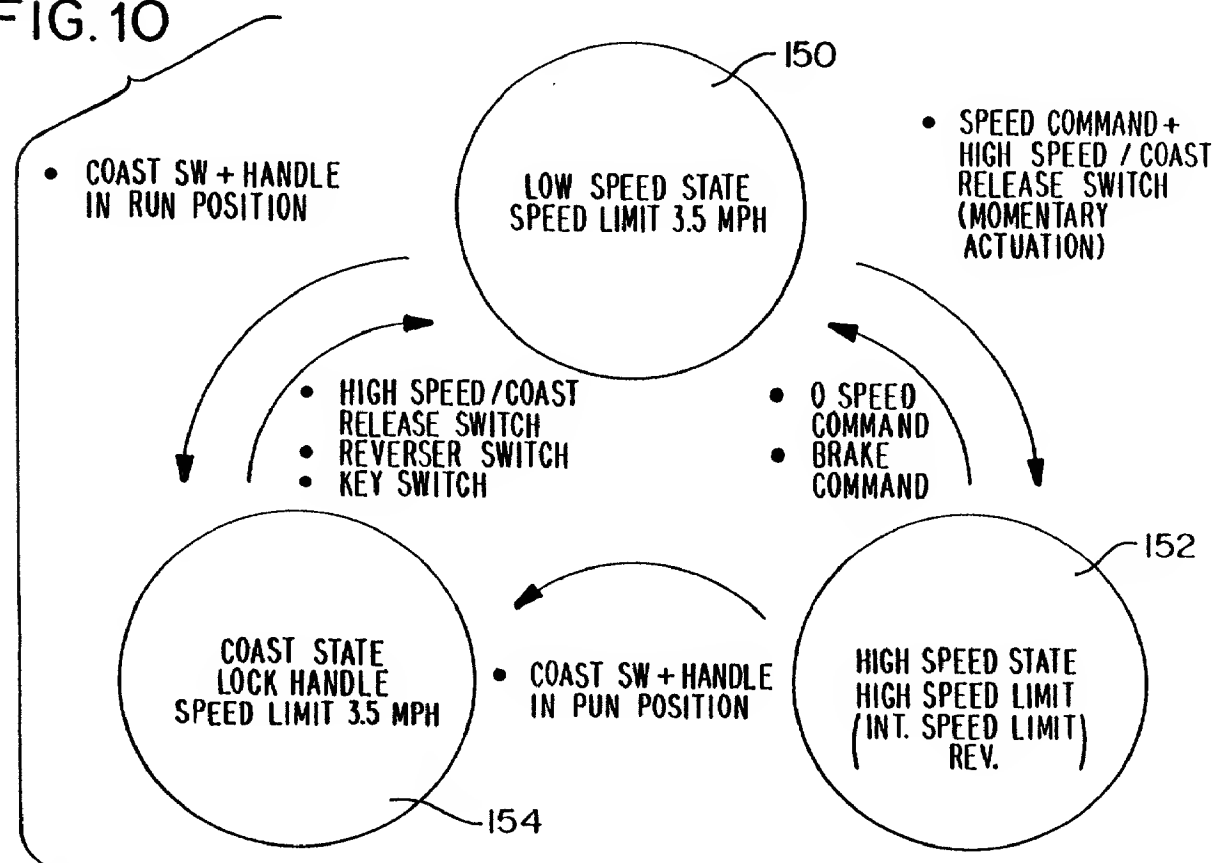 FIG. 10
150
• SPEED COMMAND +
HIGH SPEED / COAST
RELEASE SWITCH
(MOMENTARY
ACTUATION)
• COAST SW + HANDLE
IN RUN POSITION
LOW SPEED STATE
SPEED LIMIT 3.5 MPH
• HIGH SPEED / COAST
RELEASE SWITCH
• REVERSER SWITCH
• KEY SWITCH
• 0 SPEED
COMMAND
• BRAKE
COMMAND
152
COAST STATE
LOCK HANDLE
SPEED LIMIT 3.5 MPH
• COAST SW + HANDLE
IN PUN POSITION
HIGH SPEED STATE
HIGH SPEED LIMIT
(INT. SPEED LIMIT)
REV.
154